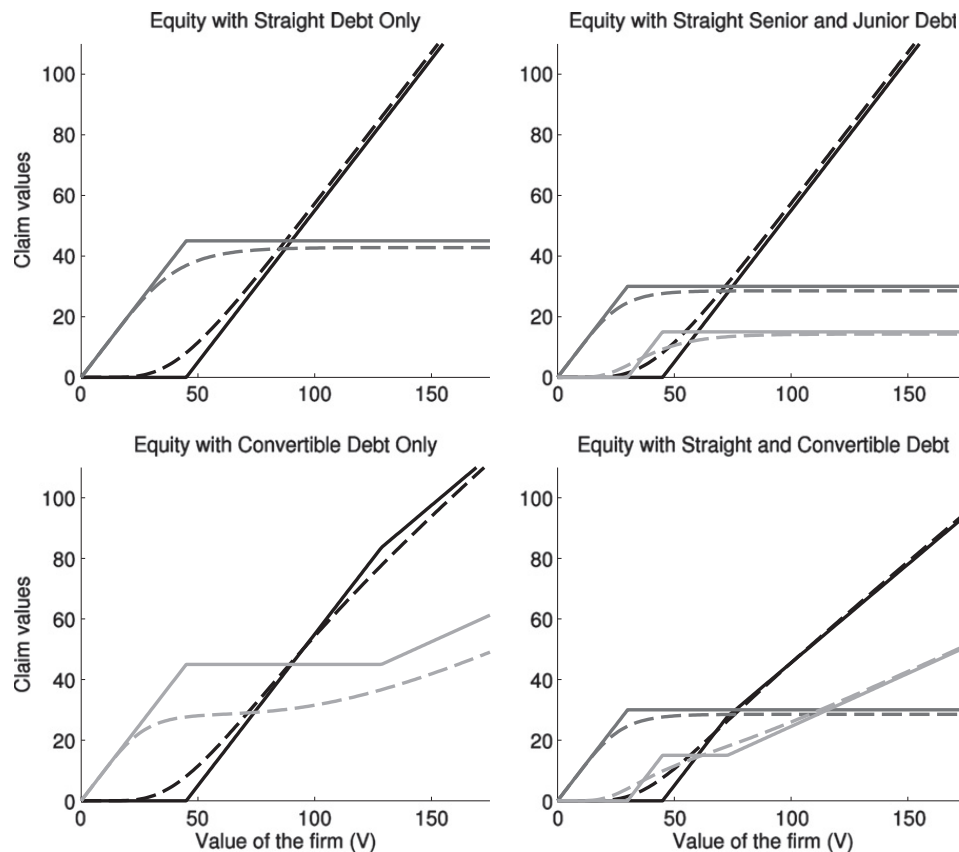 Equity with Straight Debt Only
Claim values
100
80
60
40
20
0
0 50 100 150
Equity with Straight Senior and Junior Debt
100
80
60
40
20
0
0 50 100 150
Equity with Convertible Debt Only
Claim values
100
80
60
40
20
0
0 50 100 150
Value of the firm (V)
Equity with Straight and Convertible Debt
100
80
60
40
20
0
0 50 100 150
Value of the firm (V)